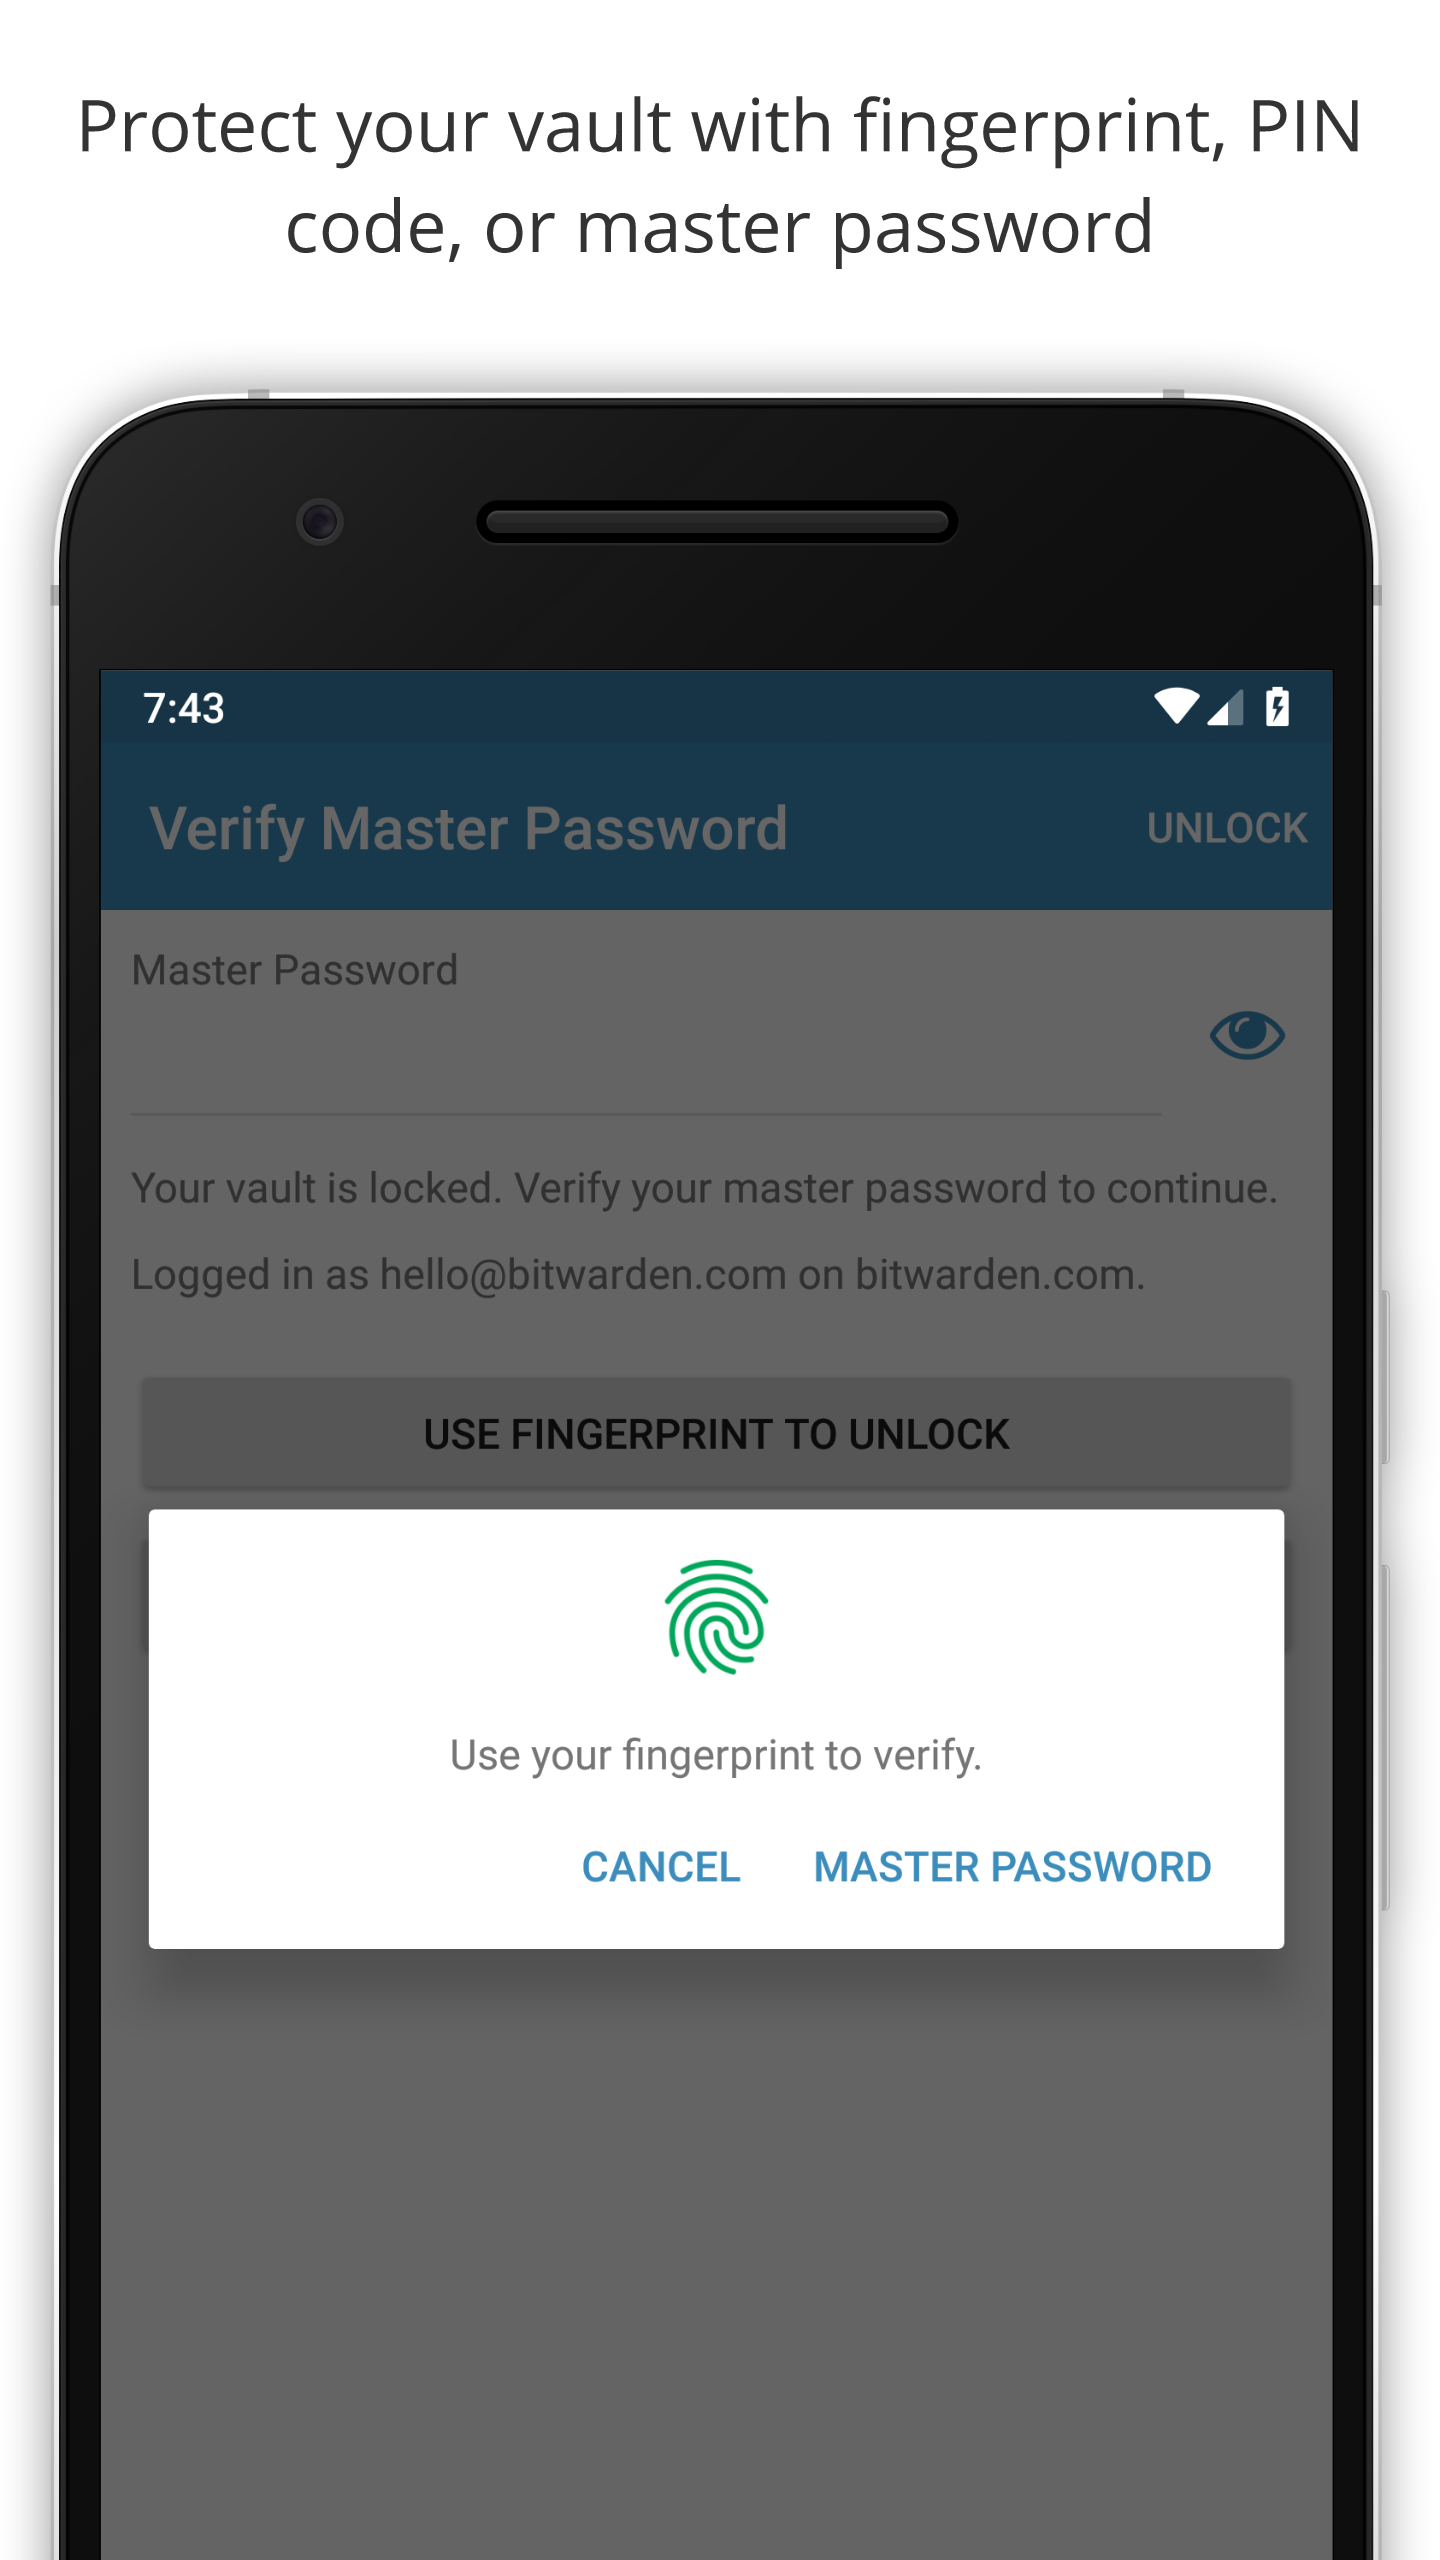 Protect your vault with fingerprint, PIN
code, or master password
7:43
Verify Master Password
UNLOCK
Master Password
Your vault is locked. Verify your master password to continue.
Logged in as hello@bitwarden.com on bitwarden.com.
USE FINGERPRINT TO UNLOCK
Use your fingerprint to verify.
CANCEL
MASTER PASSWORD